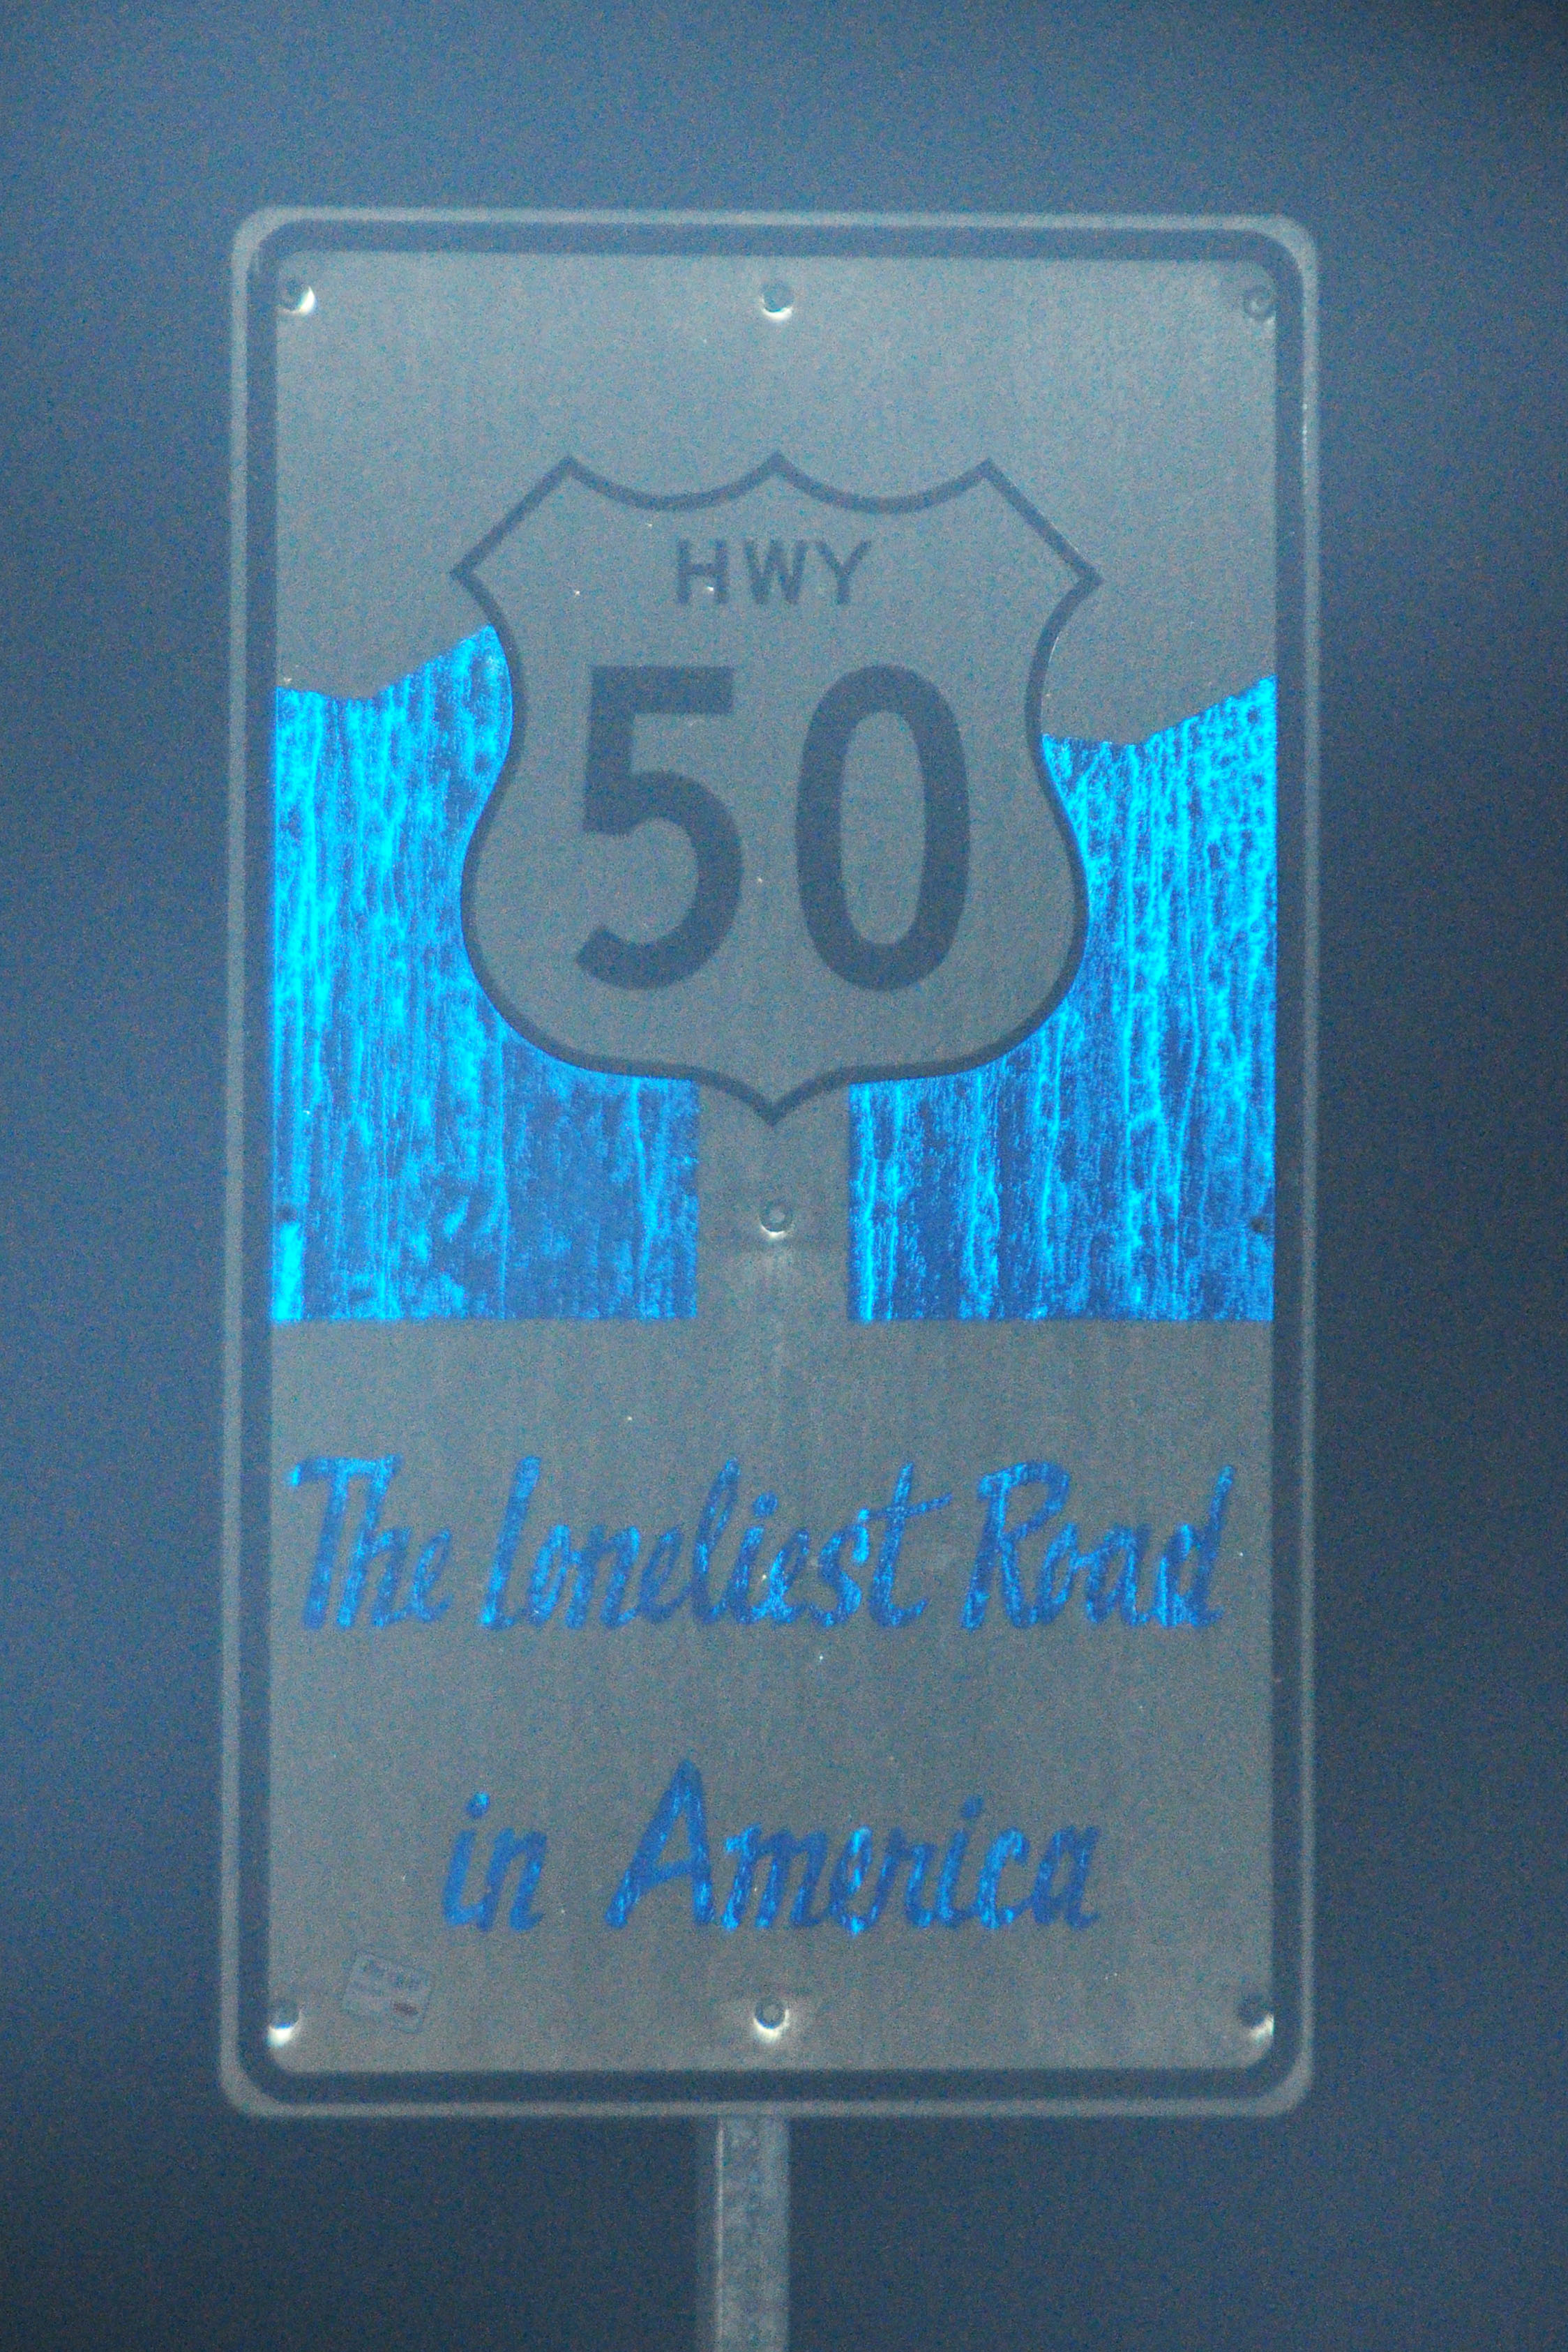 HWY
50
The Loneliest Road
in America